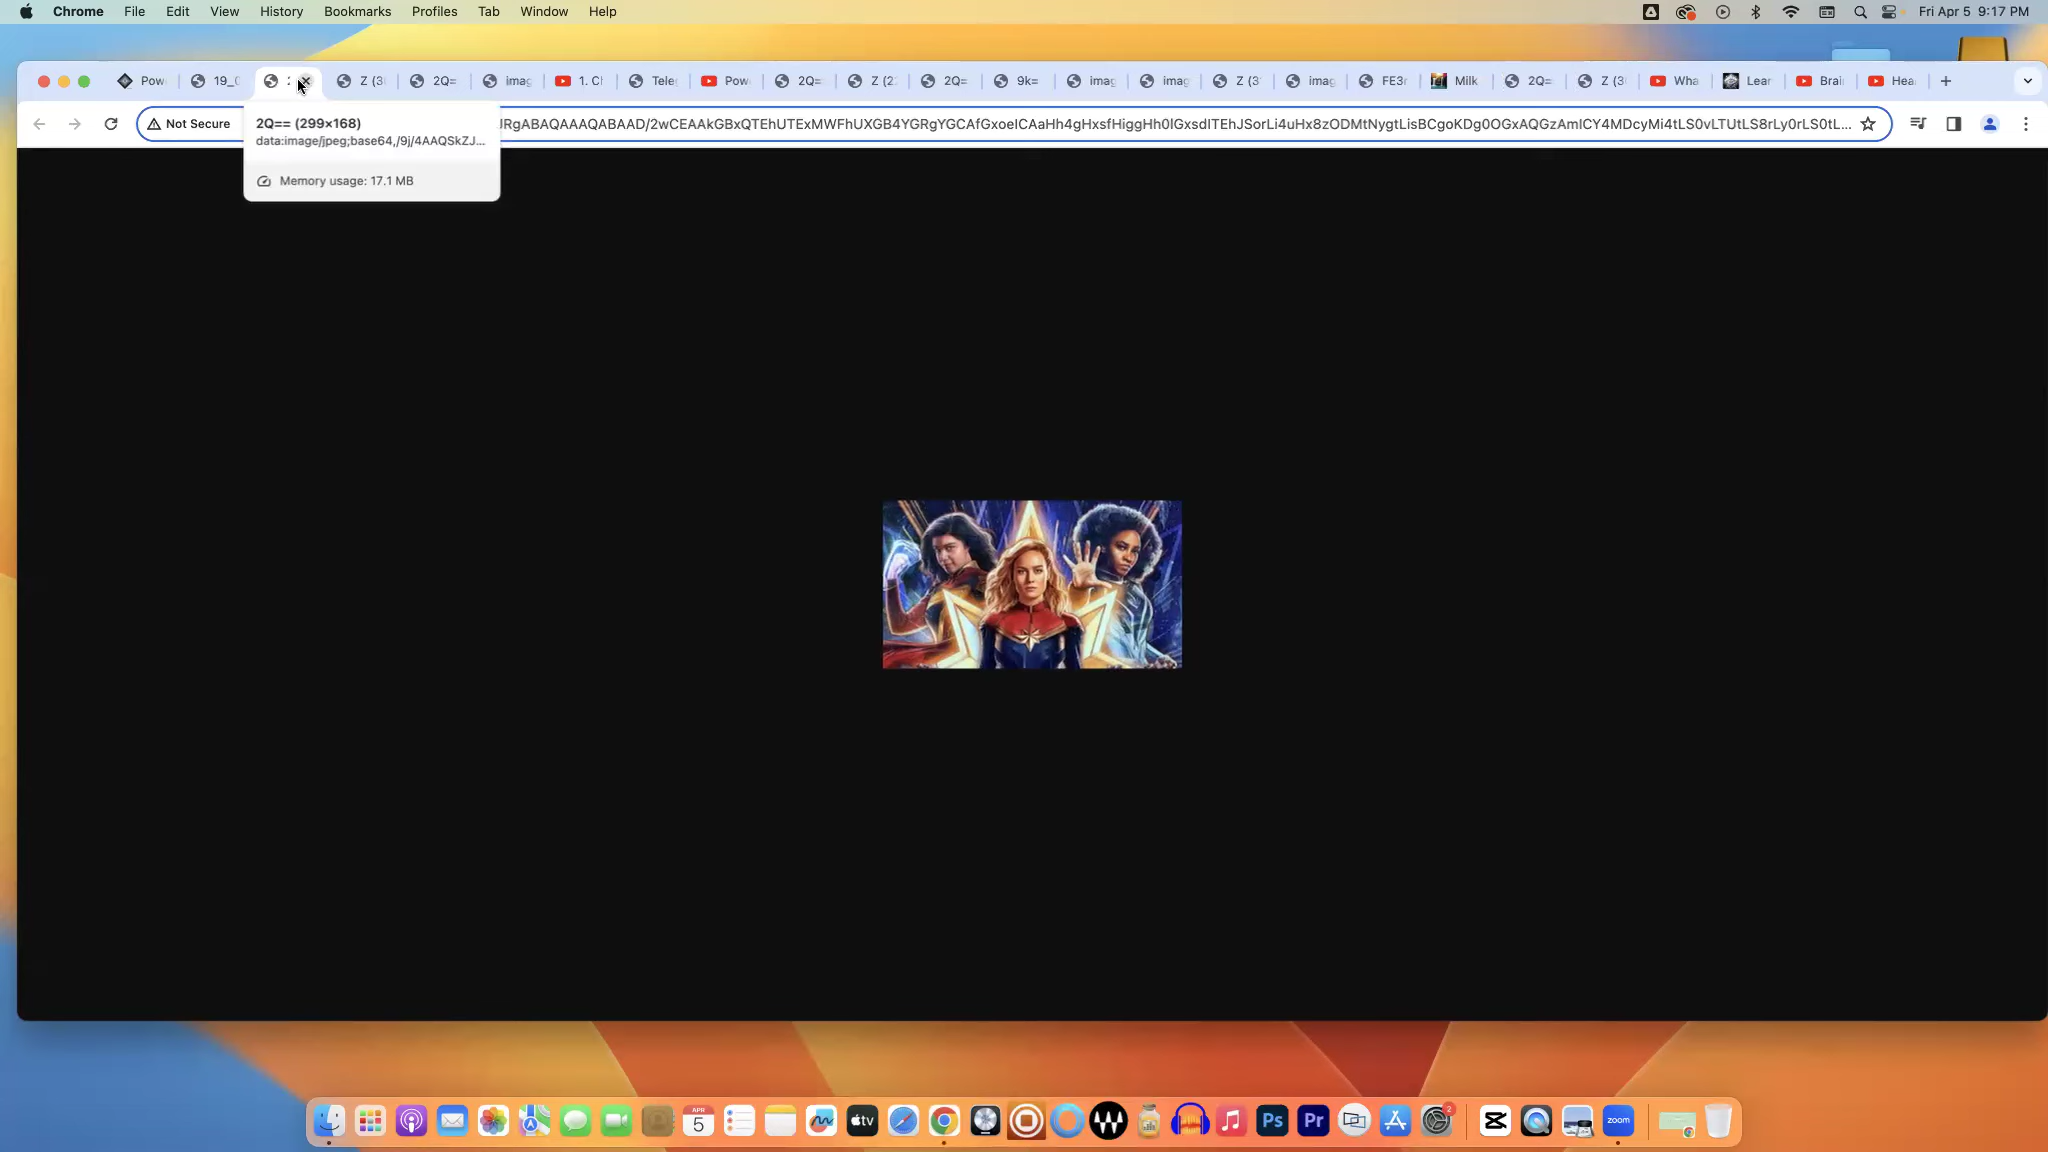 Chrome File Edit View History Bookmarks Profiles Tab Window Help Fri Apr 5 9:17 PM
Pow 19_ Z (3 2Q= imag 1. Cl Tele Pow 2Q= Z (2 2Q= 9k= imag imag Z (3 imag FE3r Milk 2Q= Z (3 Wha Lear Brai Hea
Not Secure
2Q== (299×168)
data:image/jpeg;base64,/9j/4AAQSkZJ...
Memory usage: 17.1 MB
APR
5
tv
2
Ps Pr
zoom